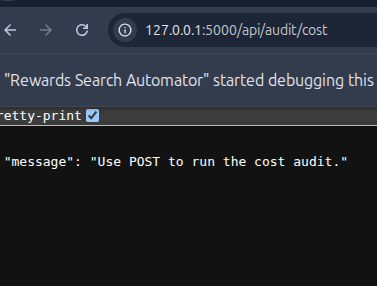 127.0.0.1:5000/api/audit/cost
"Rewards Search Automator" started debugging this
retty-print
"message": "Use POST to run the cost audit."